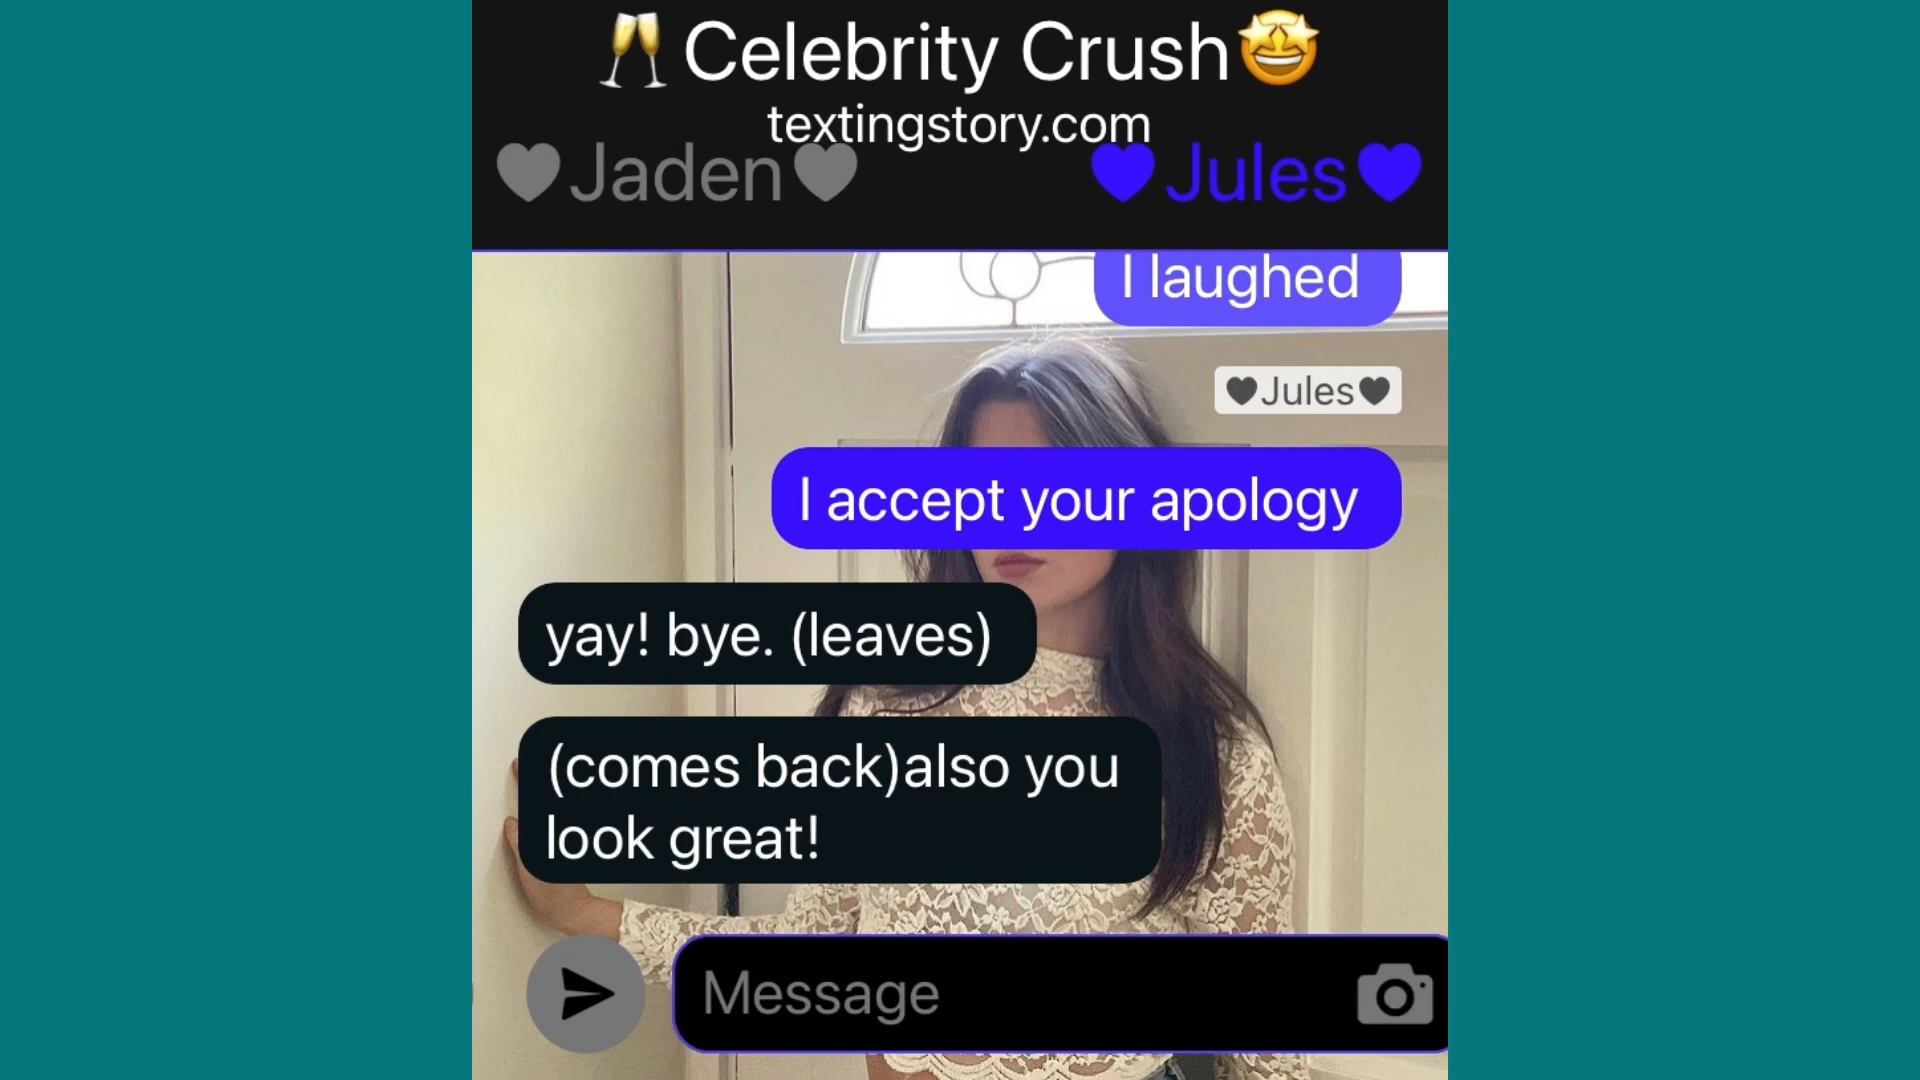 🥂Celebrity Crush🤩
textingstory.com
🖤Jaden🖤 💜Jules💜
I laughed
🖤Jules🖤
I accept your apology
yay! bye. (leaves)
(comes back)also you
look great!
Message